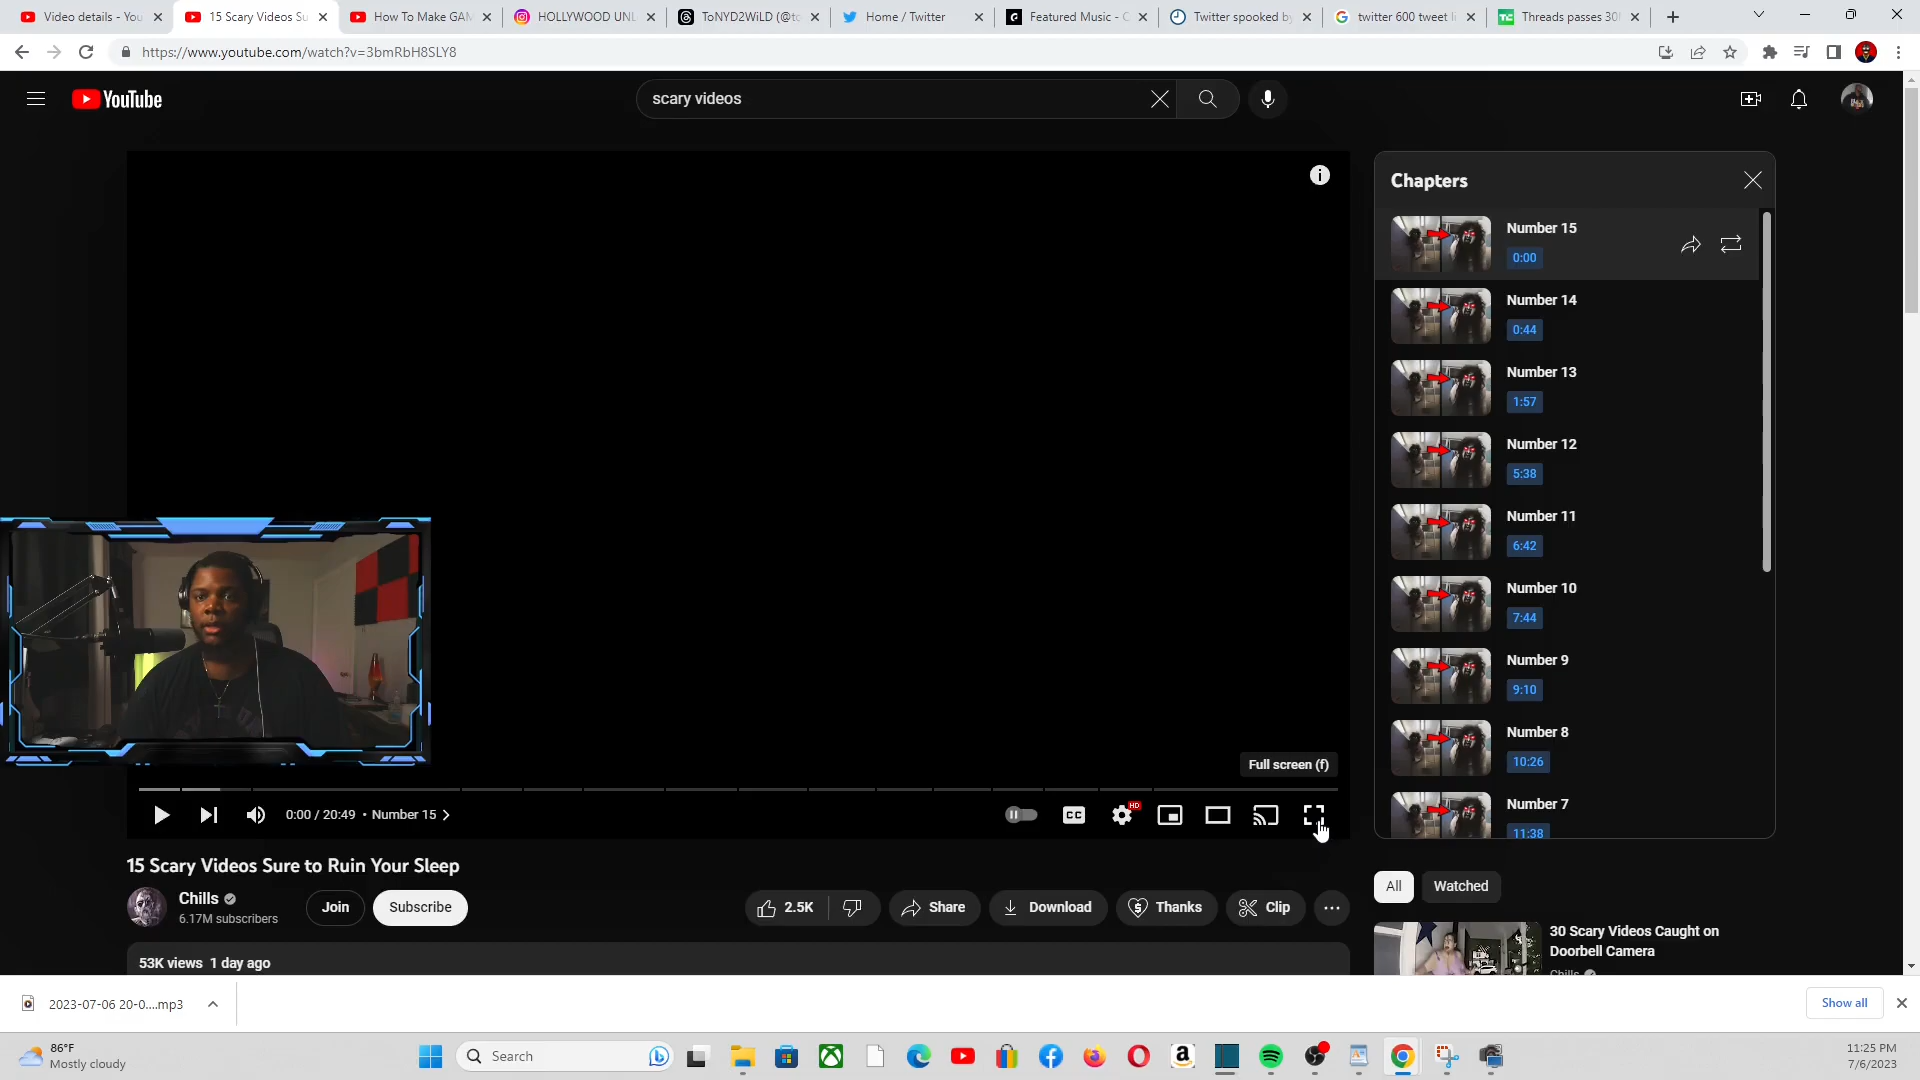 Video details - You
15 Scary Videos Su
How To Make GAM
HOLLYWOOD UNL
ToNYD2WiLD (@to
Home / Twitter
Featured Music - C
Twitter spooked by
twitter 600 tweet li
Threads passes 30
https://www.youtube.com/watch?v=3bmRbH8SLY8
YouTube
scary videos
Chapters
Number 15
0:00
Number 14
0:44
Number 13
1:57
Number 12
5:38
Number 11
6:42
Number 10
7:44
Number 9
9:10
Number 8
10:26
Number 7
11:38
Full screen (f)
0:00 / 20:49 • Number 15
CC
HD
15 Scary Videos Sure to Ruin Your Sleep
Chills
6.17M subscribers
Join
Subscribe
2.5K
Share
Download
Thanks
Clip
53K views 1 day ago
All
Watched
30 Scary Videos Caught on
Doorbell Camera
Chills
2023-07-06 20-0....mp3
Show all
86°F
Mostly cloudy
Search
11:25 PM
7/6/2023